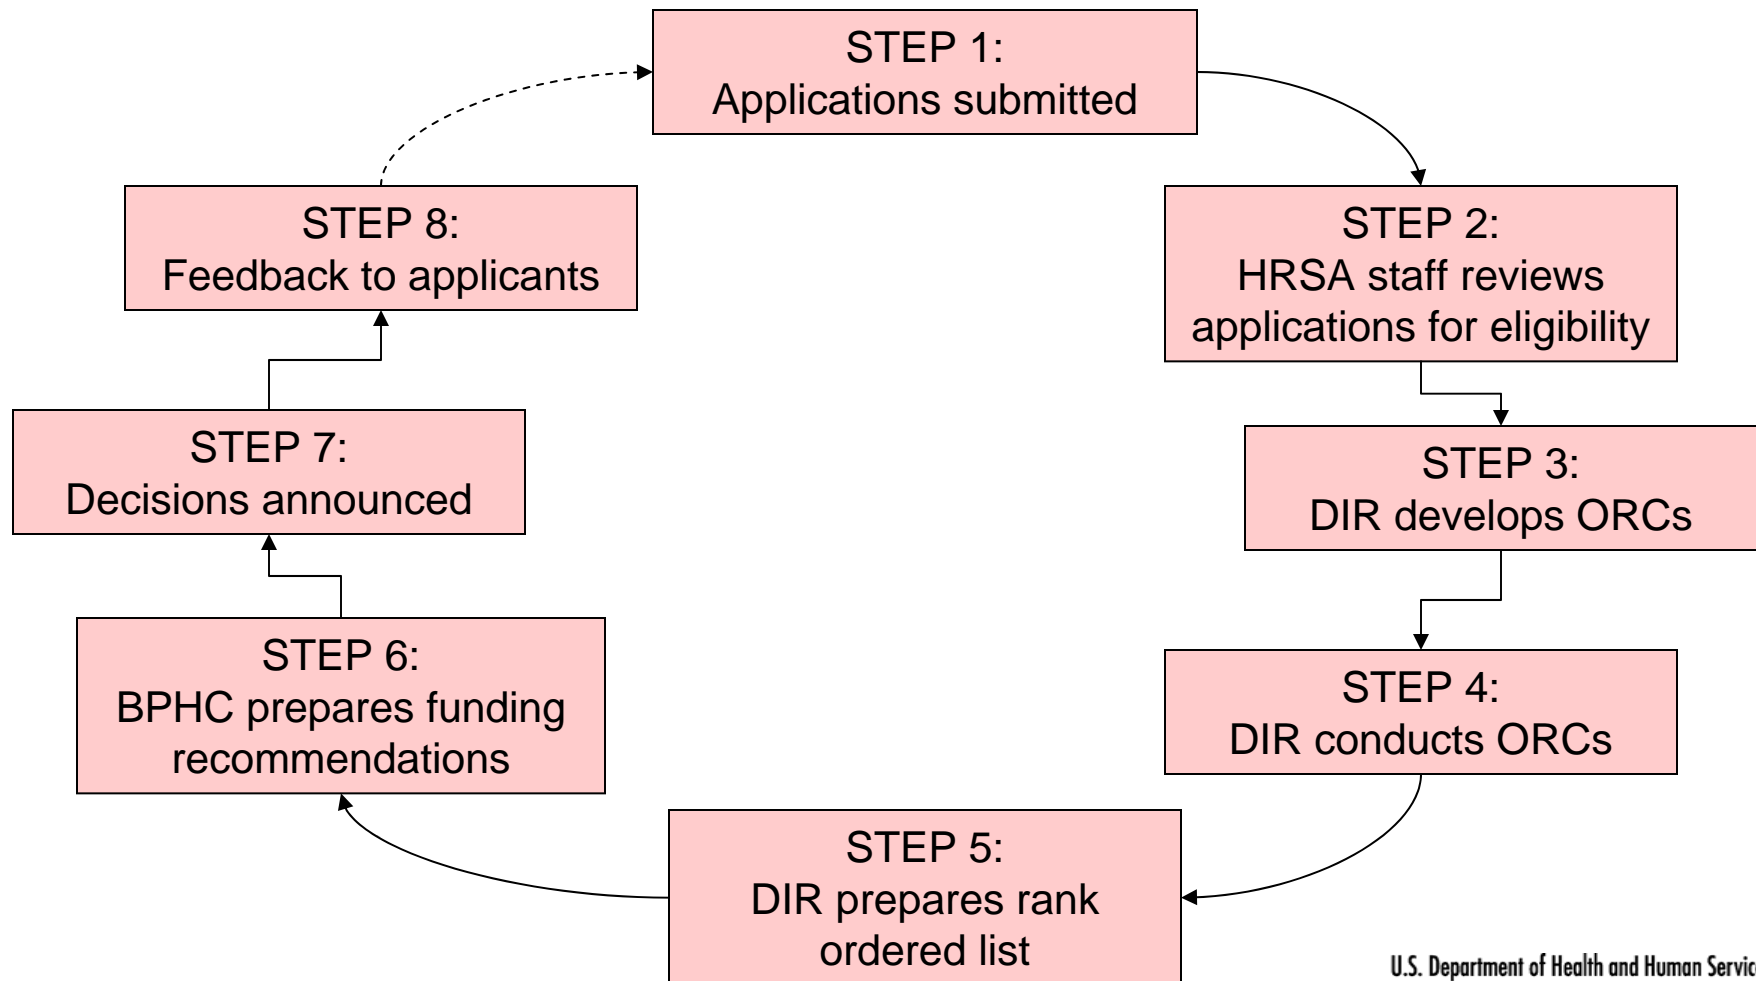 STEP 1:
Applications submitted
STEP 2:
HRSA staff reviews
applications for eligibility
STEP 3:
DIR develops ORCs
STEP 4:
DIR conducts ORCs
STEP 5:
DIR prepares rank
ordered list
STEP 6:
BPHC prepares funding
recommendations
STEP 7:
Decisions announced
STEP 8:
Feedback to applicants
U.S. Department of Health and Human